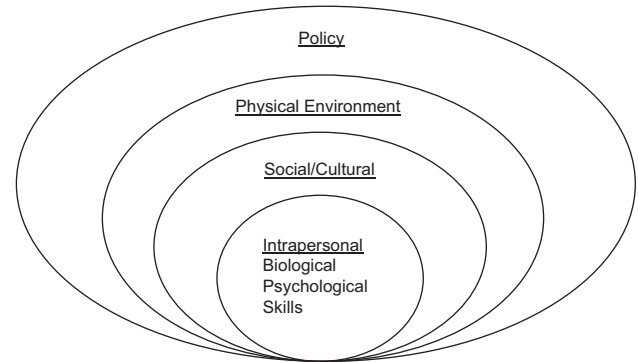 Policy
Physical Environment
Social/Cultural
Intrapersonal
Biological
Psychological
Skills